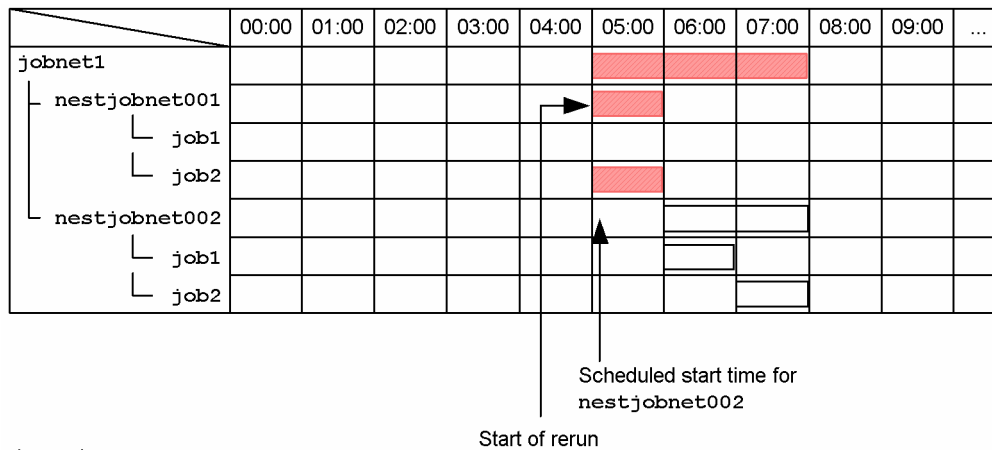 00:00 01:00 02:00 03:00 04:00 05:00 06:00 07:00 08:00 09:00 ...
jobnet1
nestjobnet001
job1
job2
nestjobnet002
job1
job2
Scheduled start time for
nestjobnet002
Start of rerun